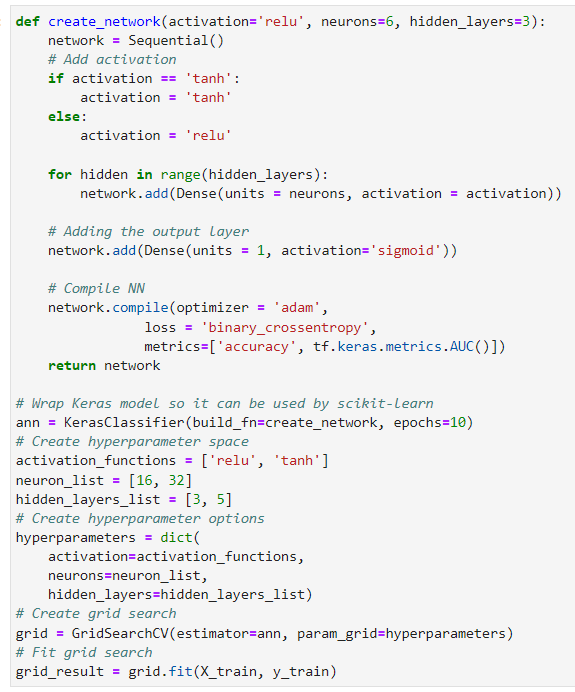 def create_network(activation='relu', neurons=6, hidden_layers=3):
    network = Sequential()
    # Add activation
    if activation == 'tanh':
        activation = 'tanh'
    else:
        activation = 'relu'

    for hidden in range(hidden_layers):
        network.add(Dense(units = neurons, activation = activation))

    # Adding the output layer
    network.add(Dense(units = 1, activation='sigmoid'))

    # Compile NN
    network.compile(optimizer = 'adam',
                loss = 'binary_crossentropy',
                metrics=['accuracy', tf.keras.metrics.AUC()])
    return network

# Wrap Keras model so it can be used by scikit-learn
ann = KerasClassifier(build_fn=create_network, epochs=10)
# Create hyperparameter space
activation_functions = ['relu', 'tanh']
neuron_list = [16, 32]
hidden_layers_list = [3, 5]
# Create hyperparameter options
hyperparameters = dict(
    activation=activation_functions,
    neurons=neuron_list,
    hidden_layers=hidden_layers_list)
# Create grid search
grid = GridSearchCV(estimator=ann, param_grid=hyperparameters)
# Fit grid search
grid_result = grid.fit(X_train, y_train)